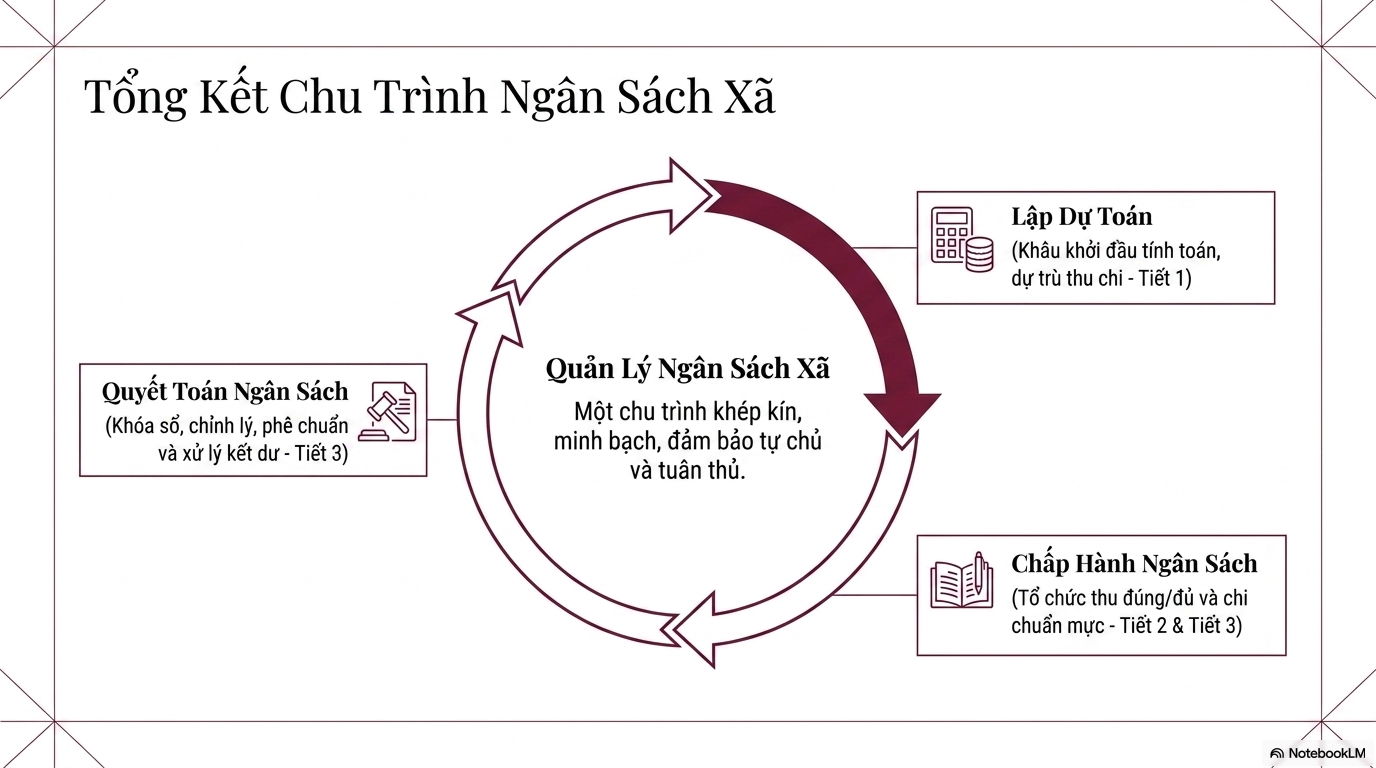 Tổng Kết Chu Trình Ngân Sách Xã
Lập Dự Toán
(Khâu khởi đầu tính toán,
dự trù thu chi - Tiết 1)
Quản Lý Ngân Sách Xã
Một chu trình khép kín,
minh bạch, đảm bảo tự chủ
và tuân thủ.
Quyết Toán Ngân Sách
(Khóa sổ, chỉnh lý, phê chuẩn
và xử lý kết dư - Tiết 3)
Chấp Hành Ngân Sách
(Tổ chức thu đúng/đủ và chi
chuẩn mực - Tiết 2 & Tiết 3)
NotebookLM